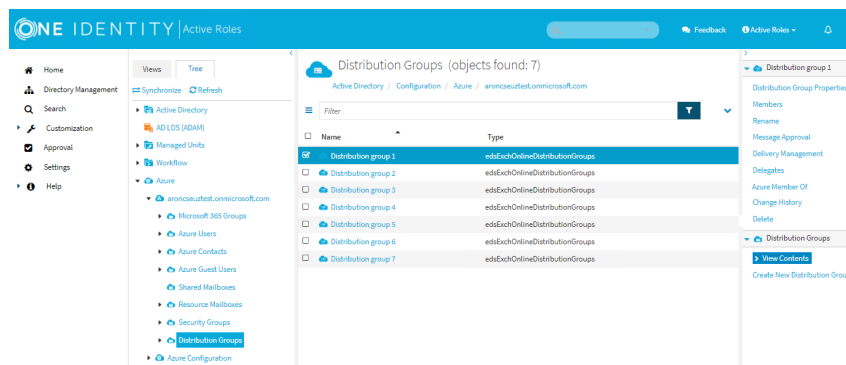 ONE IDENTITY Active Roles
Feedback
Active Roles
Home
Directory Management
Search
Customization
Approval
Settings
Help
Views
Tree
Synchronize
Refresh
Active Directory
AD LDS (ADAM)
Managed Units
Workflow
Azure
aroncseuztest.onmicrosoft.com
Microsoft 365 Groups
Azure Users
Azure Contacts
Azure Guest Users
Shared Mailboxes
Resource Mailboxes
Security Groups
Distribution Groups
Azure Configuration
Distribution Groups (objects found: 7)
Active Directory / Configuration / Azure / aroncseuztest.onmicrosoft.com
Filter
Name Type
Distribution group 1 edsExchOnlineDistributionGroups
Distribution group 2 edsExchOnlineDistributionGroups
Distribution group 3 edsExchOnlineDistributionGroups
Distribution group 4 edsExchOnlineDistributionGroups
Distribution group 5 edsExchOnlineDistributionGroups
Distribution group 6 edsExchOnlineDistributionGroups
Distribution group 7 edsExchOnlineDistributionGroups
Distribution group 1
Distribution Group Properties
Members
Rename
Message Approval
Delivery Management
Delegates
Azure Member Of
Change History
Delete
Distribution Groups
View Contents
Create New Distribution Grou